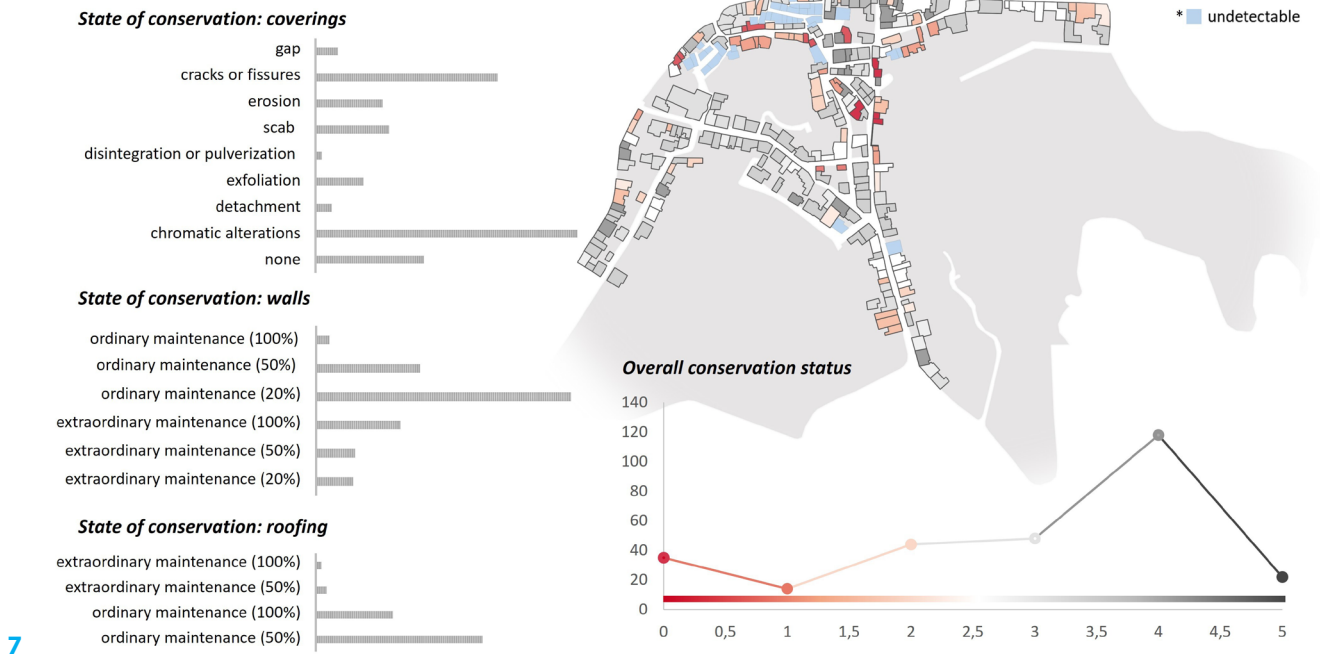 State of conservation: coverings
gap
cracks or fissures
erosion
scab
disintegration or pulverization
exfoliation
detachment
chromatic alterations
none
State of conservation: walls
ordinary maintenance (100%)
ordinary maintenance (50%)
ordinary maintenance (20%)
extraordinary maintenance (100%)
extraordinary maintenance (50%)
extraordinary maintenance (20%)
State of conservation: roofing
extraordinary maintenance (100%)
extraordinary maintenance (50%)
ordinary maintenance (100%)
ordinary maintenance (50%)
7
* undetectable
Overall conservation status
140
120
100
80
60
40
20
0
0 0,5 1 1,5 2 2,5 3 3,5 4 4,5 5